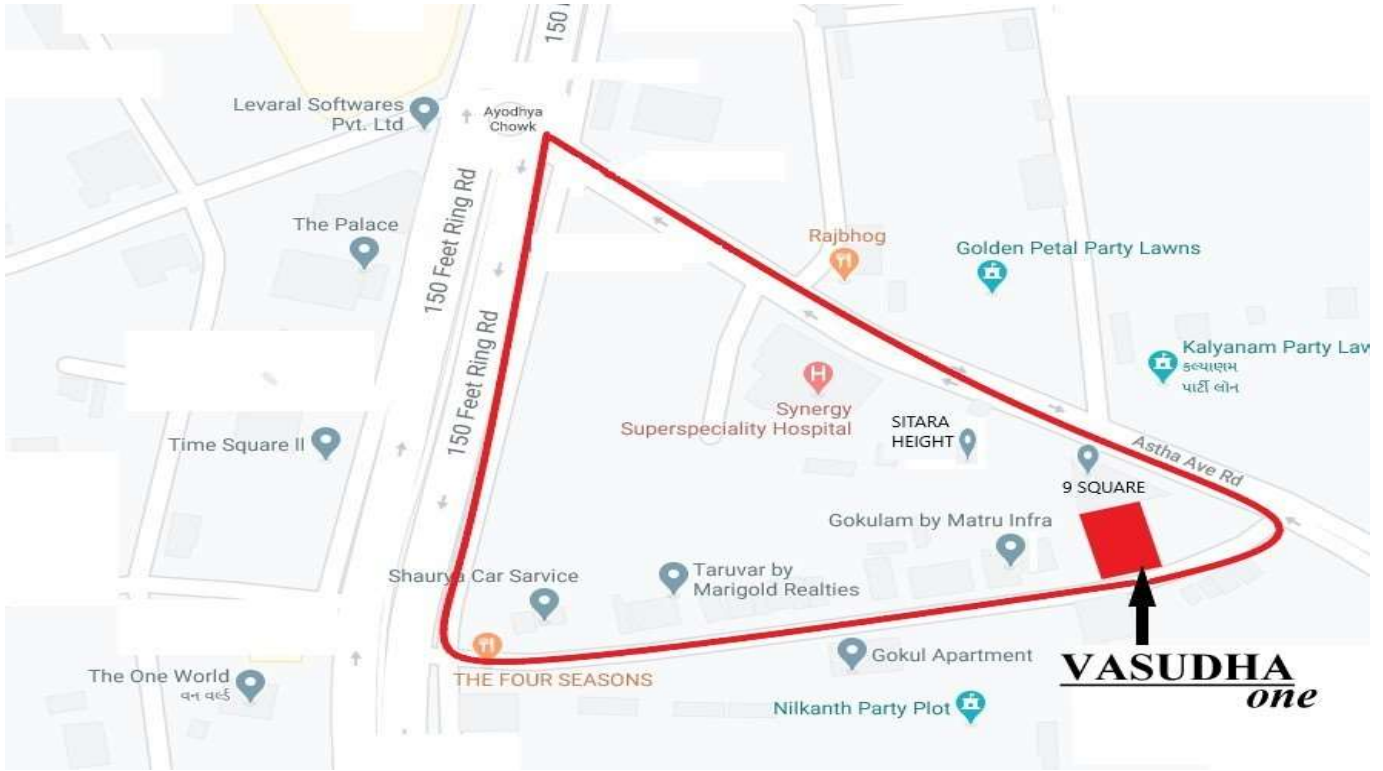 150 F
Levaral Softwares
Pvt. Ltd
Ayodhya
Chowk
150 Feet Ring Rd
The Palace
Rajbhog
Golden Petal Party Lawns
150 Feet Ring Rd
Kalyanam Party Law
કલ્યાણમ
પાર્ટી લૉન
Synergy
Superspeciality Hospital
SITARA
HEIGHT
Time Square II
Astha Ave Rd
9 SQUARE
Gokulam by Matru Infra
Shaurya Car Sarvice
Taruvar by
Marigold Realties
Gokul Apartment
The One World
વન વર્લ્ડ
THE FOUR SEASONS
Nilkanth Party Plot
VASUDHA
one